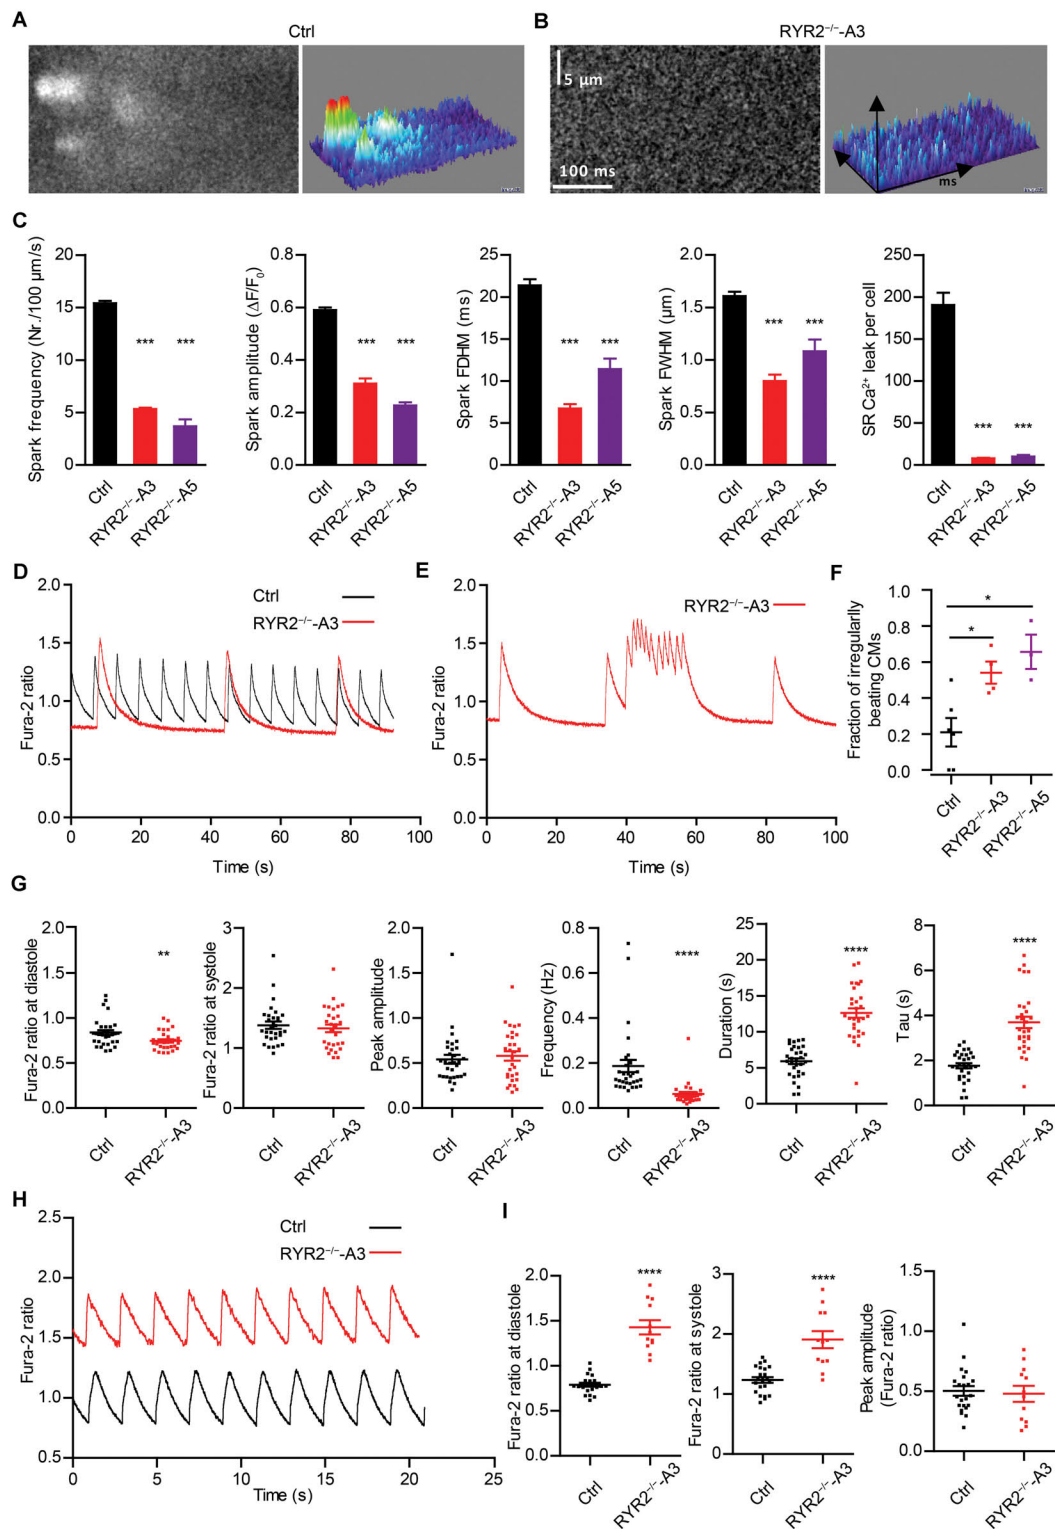 A
Ctrl
B
RYR2⁻/⁻-A3
5 μm
100 ms
ms
C
Spark frequency (Nr./100 μm/s)
20
15
10
5
0
Ctrl
RYR2⁻/⁻-A3
RYR2⁻/⁻-A5
*** ***
Spark amplitude (ΔF/F₀)
0.8
0.6
0.4
0.2
0.0
Ctrl
RYR2⁻/⁻-A3
RYR2⁻/⁻-A5
*** ***
Spark FDHM (ms)
25
20
15
10
5
0
Ctrl
RYR2⁻/⁻-A3
RYR2⁻/⁻-A5
*** ***
Spark FWHM (μm)
2.0
1.5
1.0
0.5
0.0
Ctrl
RYR2⁻/⁻-A3
RYR2⁻/⁻-A5
*** ***
SR Ca²⁺ leak per cell
250
200
150
100
50
0
Ctrl
RYR2⁻/⁻-A3
RYR2⁻/⁻-A5
*** ***
D
Ctrl
RYR2⁻/⁻-A3
Fura-2 ratio
2.0
1.5
1.0
0.5
0.0
0 20 40 60 80 100
Time (s)
E
RYR2⁻/⁻-A3
Fura-2 ratio
2.0
1.5
1.0
0.5
0.0
0 20 40 60 80 100
Time (s)
F
Fraction of irregularlly
beating CMs
1.0
0.8
0.6
0.4
0.2
0.0
*
*
Ctrl
RYR2⁻/⁻-A3
RYR2⁻/⁻-A5
G
Fura-2 ratio at diastole
2.0
1.5
1.0
0.5
0.0
**
Ctrl
RYR2⁻/⁻-A3
Fura-2 ratio at systole
3
2
1
0
Ctrl
RYR2⁻/⁻-A3
Peak amplitude
2.0
1.5
1.0
0.5
0.0
Ctrl
RYR2⁻/⁻-A3
Frequency (Hz)
0.8
0.6
0.4
0.2
0.0
****
Ctrl
RYR2⁻/⁻-A3
Duration (s)
25
20
15
10
5
0
****
Ctrl
RYR2⁻/⁻-A3
Tau (s)
8
6
4
2
0
****
Ctrl
RYR2⁻/⁻-A3
H
Ctrl
RYR2⁻/⁻-A3
Fura-2 ratio
2.5
2.0
1.5
1.0
0.5
0 5 10 15 20 25
Time (s)
I
Fura-2 ratio at diastole
2.0
1.5
1.0
0.5
0.0
****
Ctrl
RYR2⁻/⁻-A3
Fura-2 ratio at systole
3
2
1
0
****
Ctrl
RYR2⁻/⁻-A3
Peak amplitude
(Fura-2 ratio)
1.5
1.0
0.5
0.0
Ctrl
RYR2⁻/⁻-A3